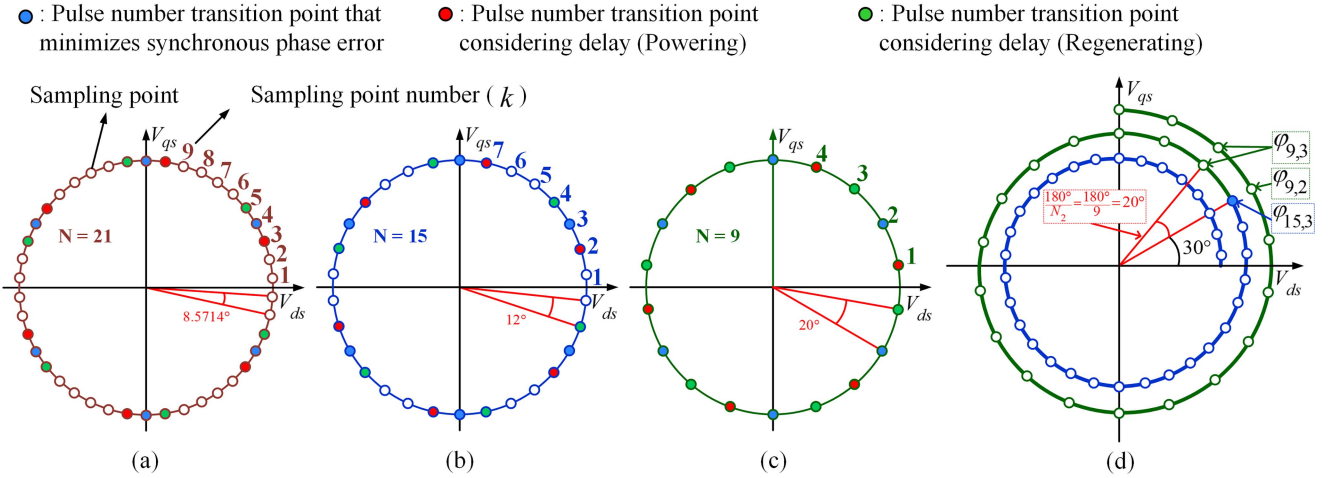 : Pulse number transition point that
minimizes synchronous phase error
: Pulse number transition point
considering delay (Powering)
: Pulse number transition point
considering delay (Regenerating)
Sampling point
Sampling point number ( k )
V_qs
9
8
7
6
5
4
3
2
1
N = 21
8.5714°
V_ds
(a)
V_qs
7
6
5
4
3
2
1
N = 15
12°
V_ds
(b)
V_qs
4
3
2
1
N = 9
20°
V_ds
(c)
V_qs
φ_9,3
φ_9,2
φ_15,3
180°/N_2 = 180°/9 = 20°
30°
V_ds
(d)